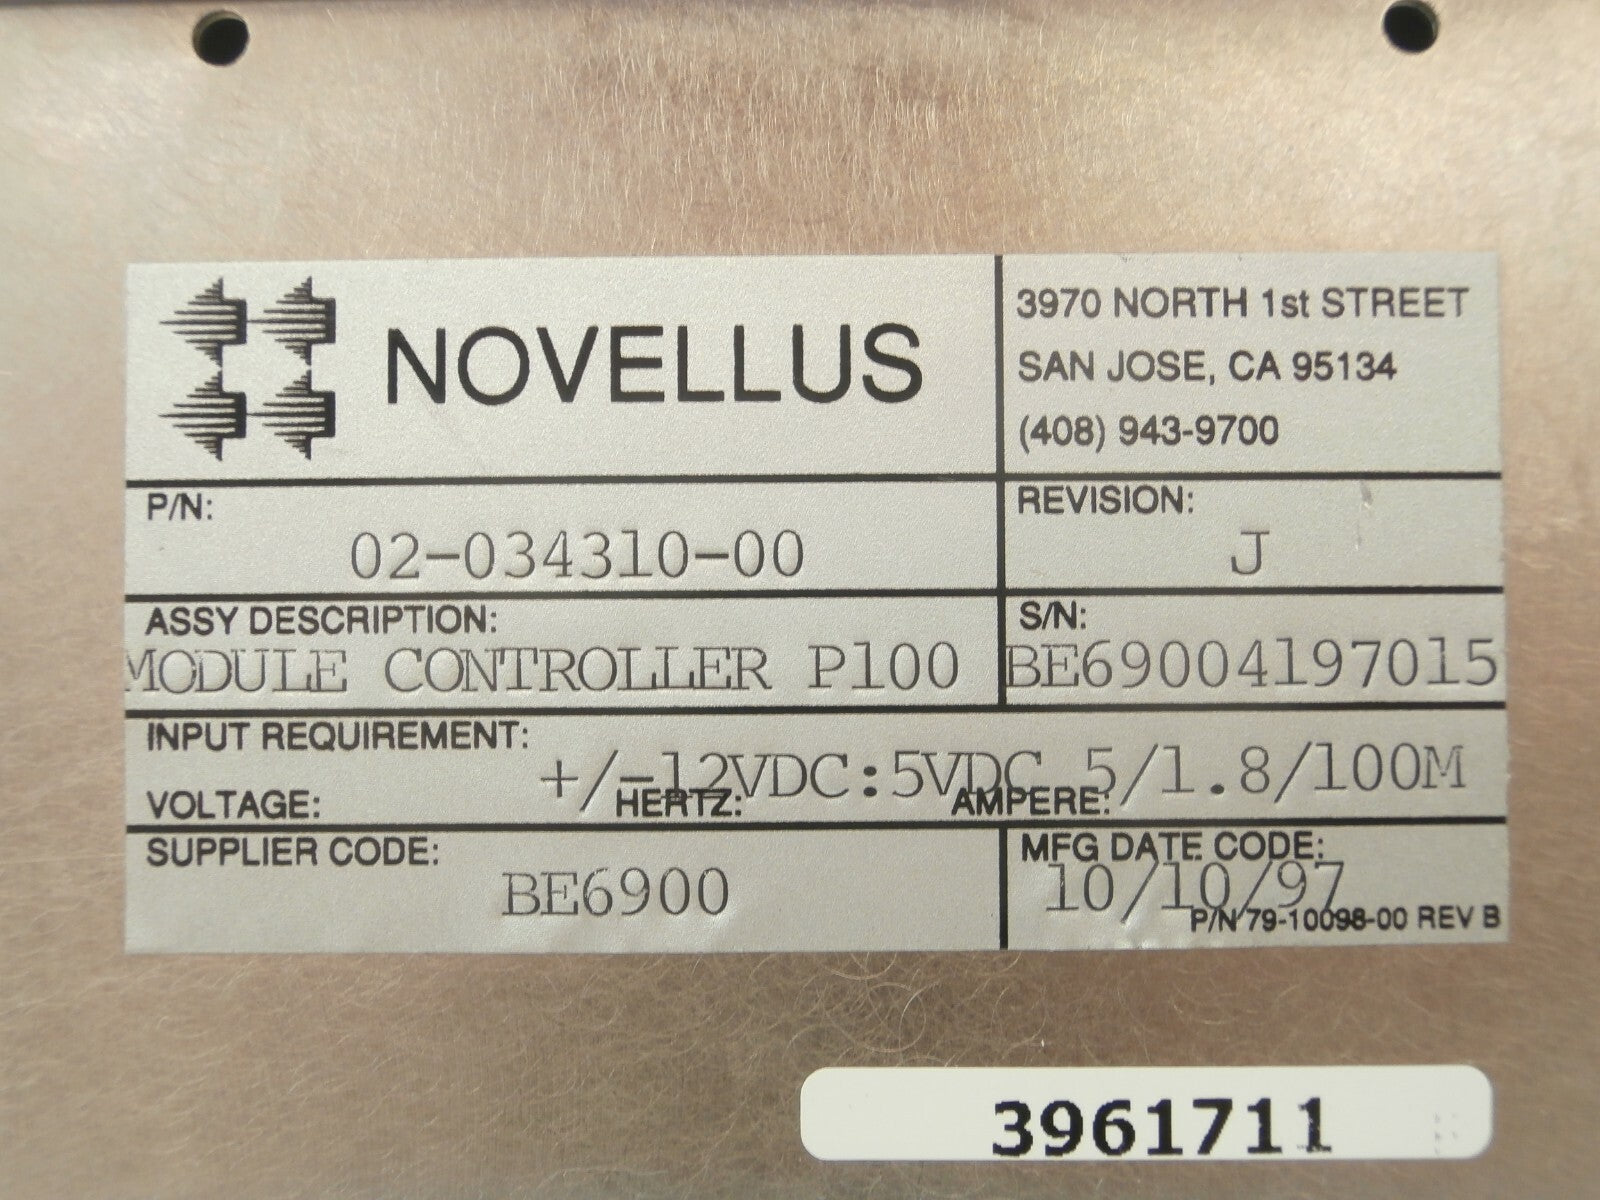 NOVELLUS
3970 NORTH 1st STREET
SAN JOSE, CA 95134
(408) 943-9700
P/N:
02-034310-00
REVISION:
J
ASSY DESCRIPTION:
MODULE CONTROLLER P100
S/N:
BE69004197015
INPUT REQUIREMENT:
+/-12VDC:5VDC 5/1.8/100M
VOLTAGE: HERTZ: AMPERE:
SUPPLIER CODE:
BE6900
MFG DATE CODE:
10/10/97
P/N 79-10098-00 REV B
3961711